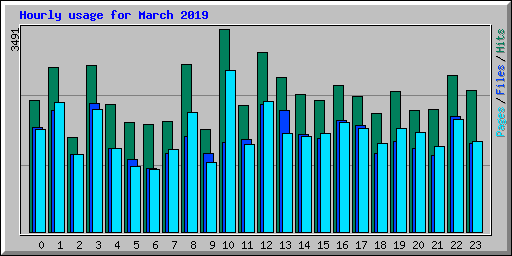 Hourly usage for March 2019
3491
Pages/Files/Hits
0 1 2 3 4 5 6 7 8 9 10 11 12 13 14 15 16 17 18 19 20 21 22 23